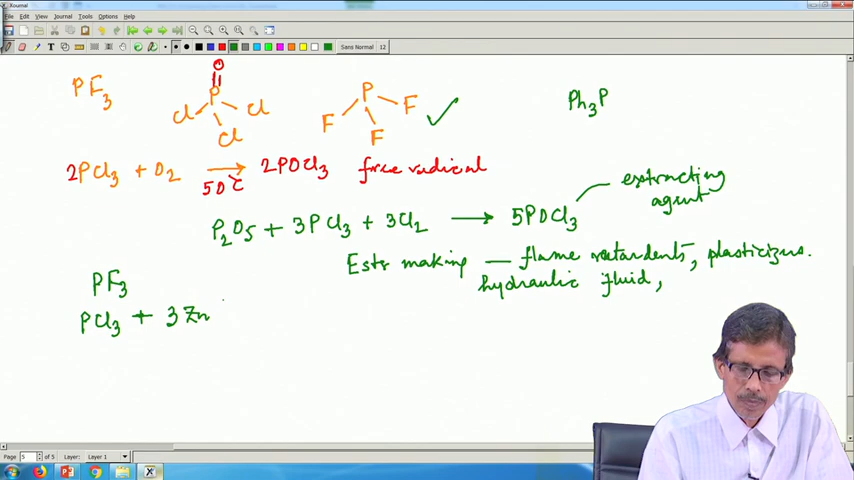 Xournal
File Edit View Journal Tools Options Help
Sans Normal 12
PF3
O
P
Cl Cl
Cl
P
F F
F
Ph3P
2PCl3 + O2 → 2POCl3 free radical
50°C
P2O5 + 3PCl3 + 3Cl2 → 5POCl3
extracting
agent
Ester making — flame retardents, plasticizers.
hydraulic fluid,
PF3
PCl3 + 3Zn
Page 5 of 5 Layer Layer 1